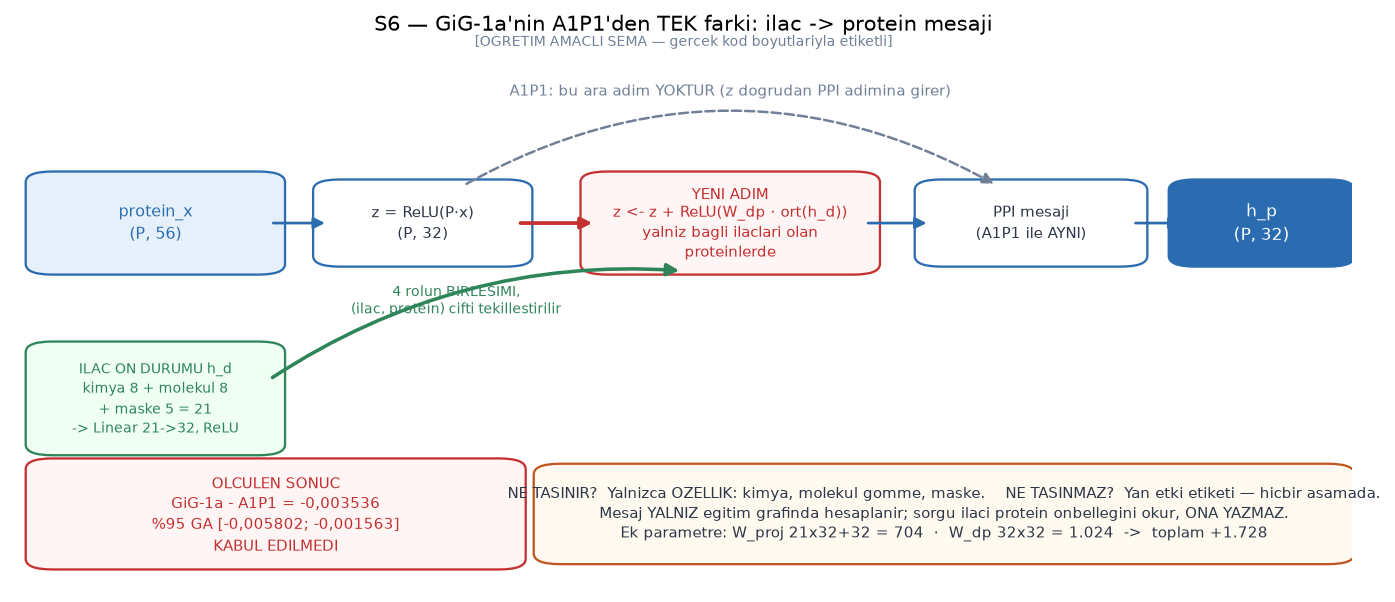 S6 — GiG-1a'nin A1P1'den TEK farki: ilac -> protein mesaji
[OGRETIM AMACLI SEMA — gercek kod boyutlariyla etiketli]
A1P1: bu ara adim YOKTUR (z dogrudan PPI adimina girer)
protein_x
(P, 56)
z = ReLU(P·x)
(P, 32)
YENI ADIM
z <- z + ReLU(W_dp · ort(h_d))
yalniz bagli ilaclari olan
proteinlerde
PPI mesaji
(A1P1 ile AYNI)
h_p
(P, 32)
4 rolun BIRLESIMI,
(ilac, protein) cifti tekillestirilir
ILAC ON DURUMU h_d
kimya 8 + molekul 8
+ maske 5 = 21
-> Linear 21->32, ReLU
OLCULEN SONUC
GiG-1a - A1P1 = -0,003536
%95 GA [-0,005802; -0,001563]
KABUL EDILMEDI
NE TASINIR?  Yalnizca OZELLIK: kimya, molekul gomme, maske.    NE TASINMAZ?  Yan etki etiketi — hicbir asamada.
Mesaj YALNIZ egitim grafinda hesaplanir; sorgu ilaci protein onbellegini okur, ONA YAZMAZ.
Ek parametre: W_proj 21x32+32 = 704  ·  W_dp 32x32 = 1.024  ->  toplam +1.728